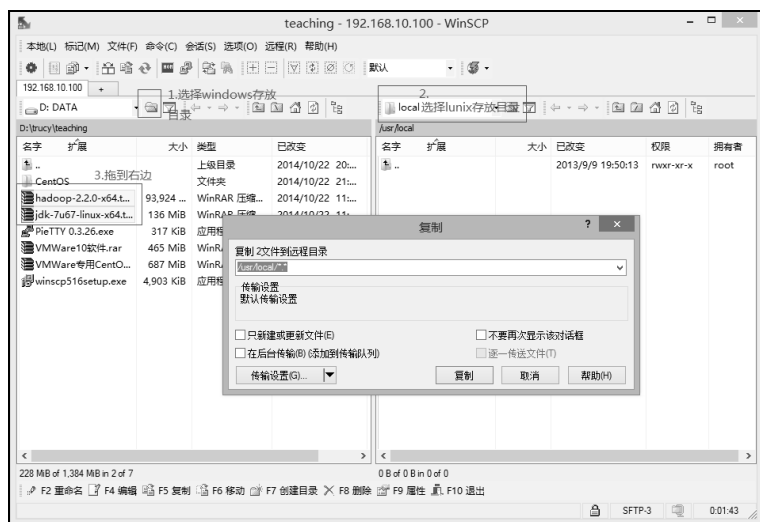 teaching - 192.168.10.100 - WinSCP
本地(L) 标记(M) 文件(F) 命令(C) 会话(S) 选项(O) 远程(R) 帮助(H)
默认
192.168.10.100
1.选择windows存放目录
2.
D: DATA
local 选择lunix存放目录
D:\trucy\teaching
/usr/local
名字 扩展 大小 类型 已改变
名字 扩展 大小 已改变 权限 拥有者
.. 上级目录 2014/10/22 20:...
.. 2013/9/9 19:50:13 rwxr-xr-x root
3.拖到右边
CentOS 文件夹 2014/10/22 21:...
hadoop-2.2.0-x64.t... 93,924 ... WinRAR 压缩... 2014/10/22 11:...
jdk-7u67-linux-x64.t... 136 MiB WinRAR 压缩... 2014/10/22 11:...
PieTTY 0.3.26.exe 317 KiB 应用程
VMWare10软件.rar 465 MiB WinR
VMWare专用CentO... 687 MiB WinR
winscp516setup.exe 4,903 KiB 应用程
复制 ? ×
复制 2文件到远程目录
/usr/local/*.*
传输设置
默认传输设置
只新建或更新文件(E) 不要再次显示该对话框
在后台传输(B) (添加到传输队列) 逐一传送文件(T)
传输设置(G)... 复制 取消 帮助(H)
228 MiB of 1,384 MiB in 2 of 7
0 B of 0 B in 0 of 0
F2 重命名 F4 编辑 F5 复制 F6 移动 F7 创建目录 F8 删除 F9 属性 F10 退出
SFTP-3 0:01:43